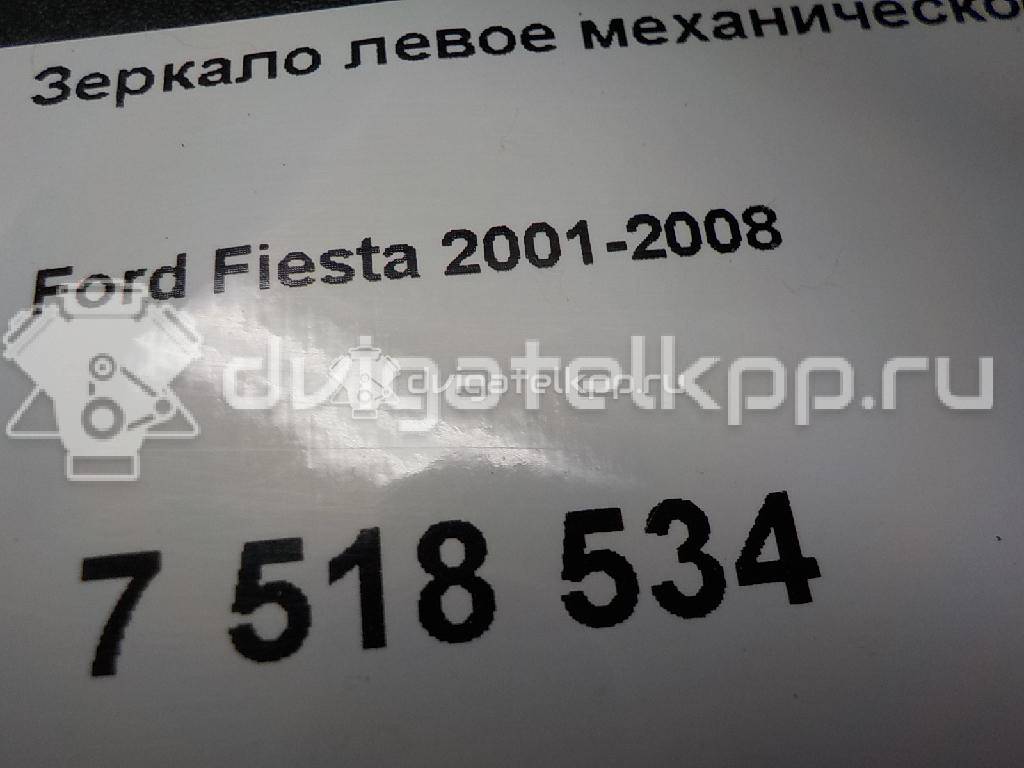 Зеркало левое механическо
Ford Fiesta 2001-2008
dvigatelkpp.ru
dvigatelkpp.ru
7 518 534